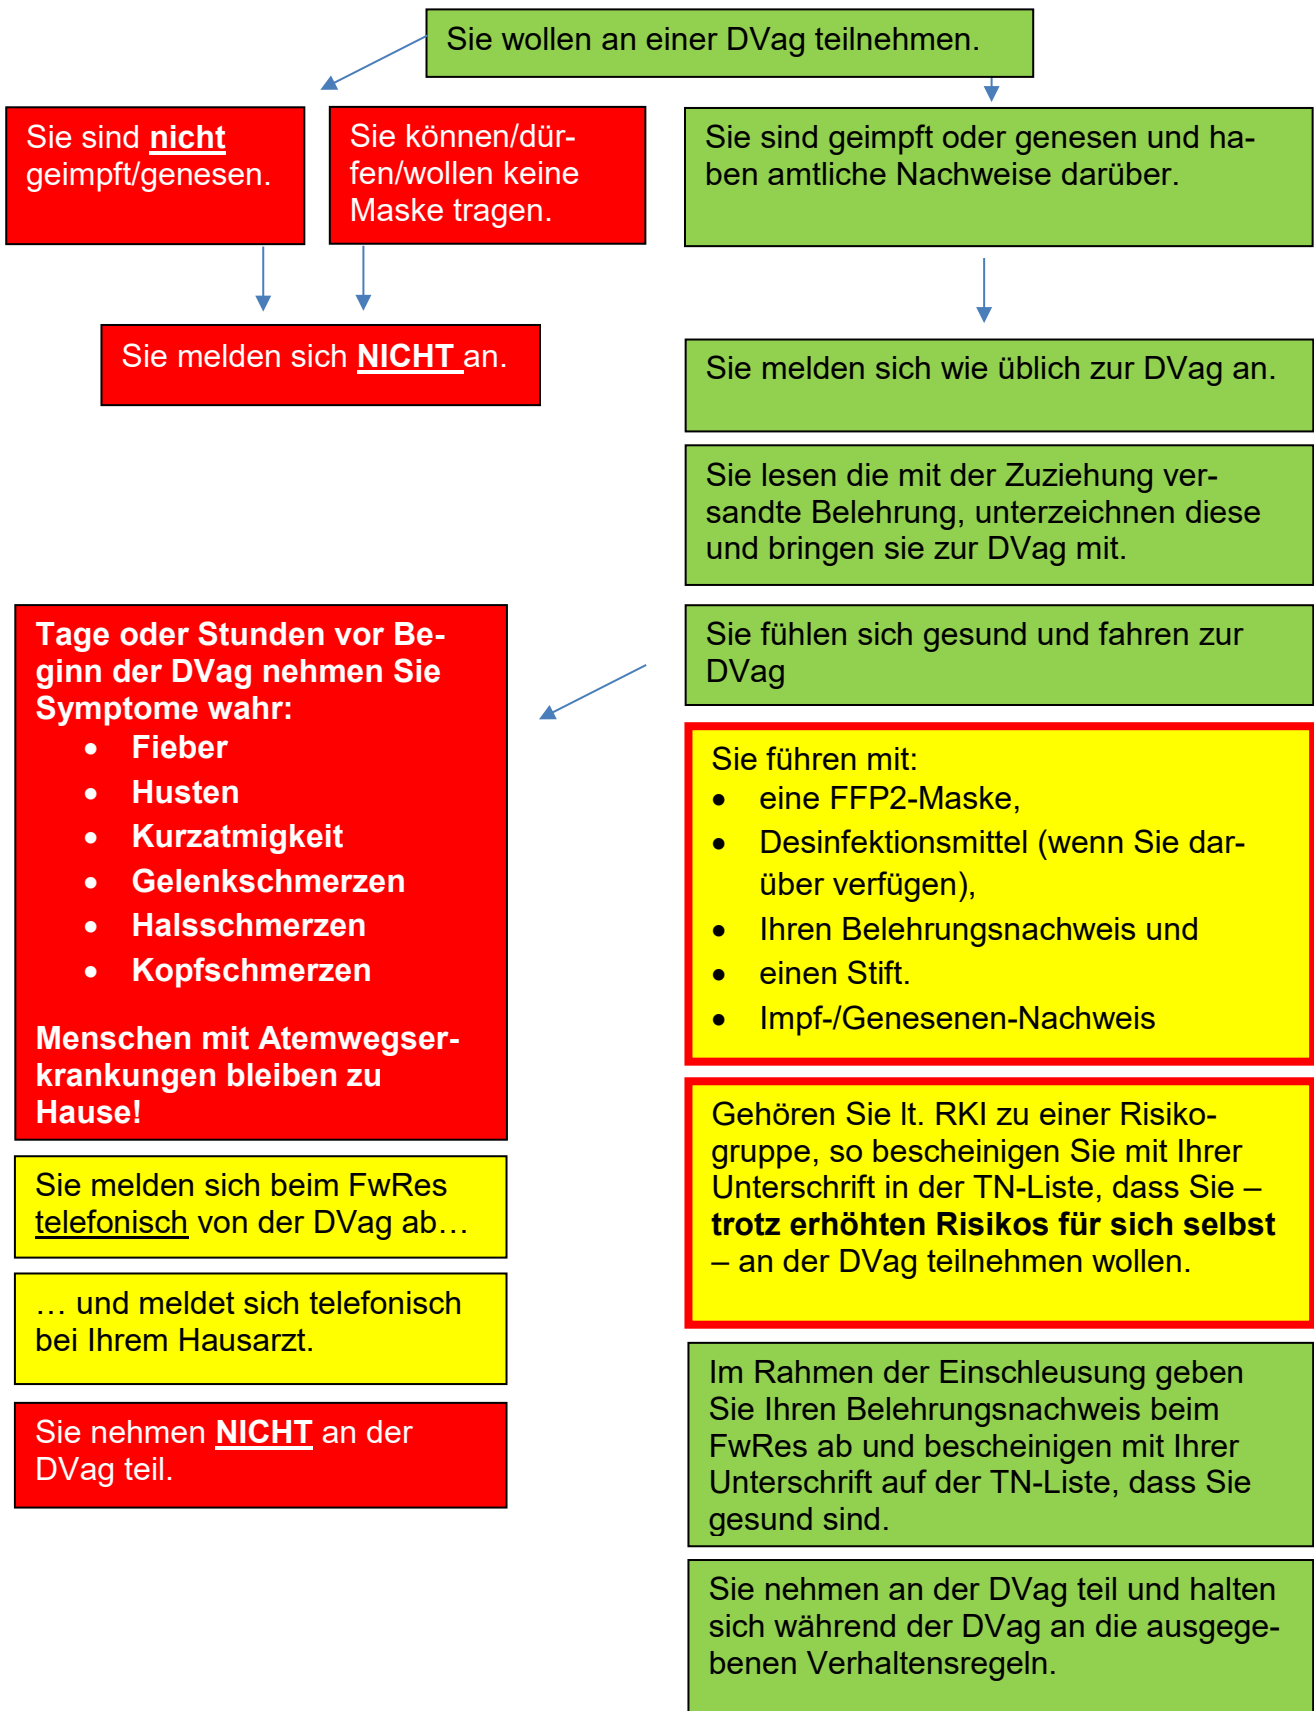 Sie wollen an einer DVag teilnehmen.
Sie sind nicht
geimpft/genesen.
Sie können/dür-
fen/wollen keine
Maske tragen.
Sie sind geimpft oder genesen und ha-
ben amtliche Nachweise darüber.
Sie melden sich NICHT an.
Sie melden sich wie üblich zur DVag an.
Sie lesen die mit der Zuziehung ver-
sandte Belehrung, unterzeichnen diese
und bringen sie zur DVag mit.
Sie fühlen sich gesund und fahren zur
DVag
Tage oder Stunden vor Be-
ginn der DVag nehmen Sie
Symptome wahr:
• Fieber
• Husten
• Kurzatmigkeit
• Gelenkschmerzen
• Halsschmerzen
• Kopfschmerzen
Menschen mit Atemwegser-
krankungen bleiben zu
Hause!
Sie melden sich beim FwRes
telefonisch von der DVag ab…
… und meldet sich telefonisch
bei Ihrem Hausarzt.
Sie nehmen NICHT an der
DVag teil.
Sie führen mit:
• eine FFP2-Maske,
• Desinfektionsmittel (wenn Sie dar-
über verfügen),
• Ihren Belehrungsnachweis und
• einen Stift.
• Impf-/Genesenen-Nachweis
Gehören Sie lt. RKI zu einer Risiko-
gruppe, so bescheinigen Sie mit Ihrer
Unterschrift in der TN-Liste, dass Sie –
trotz erhöhten Risikos für sich selbst
– an der DVag teilnehmen wollen.
Im Rahmen der Einschleusung geben
Sie Ihren Belehrungsnachweis beim
FwRes ab und bescheinigen mit Ihrer
Unterschrift auf der TN-Liste, dass Sie
gesund sind.
Sie nehmen an der DVag teil und halten
sich während der DVag an die ausgege-
benen Verhaltensregeln.